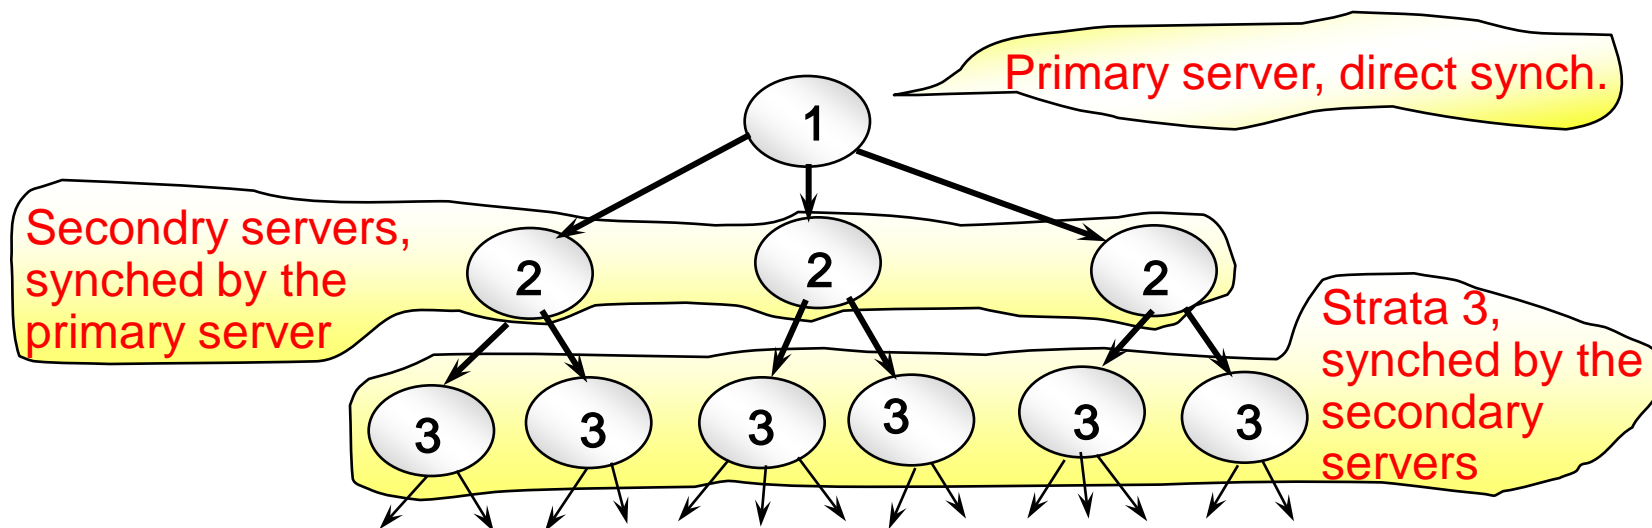 Primary server, direct synch.
1
Secondry servers,
synched by the
primary server
2
2
2
Strata 3,
synched by the
secondary
servers
3
3
3
3
3
3